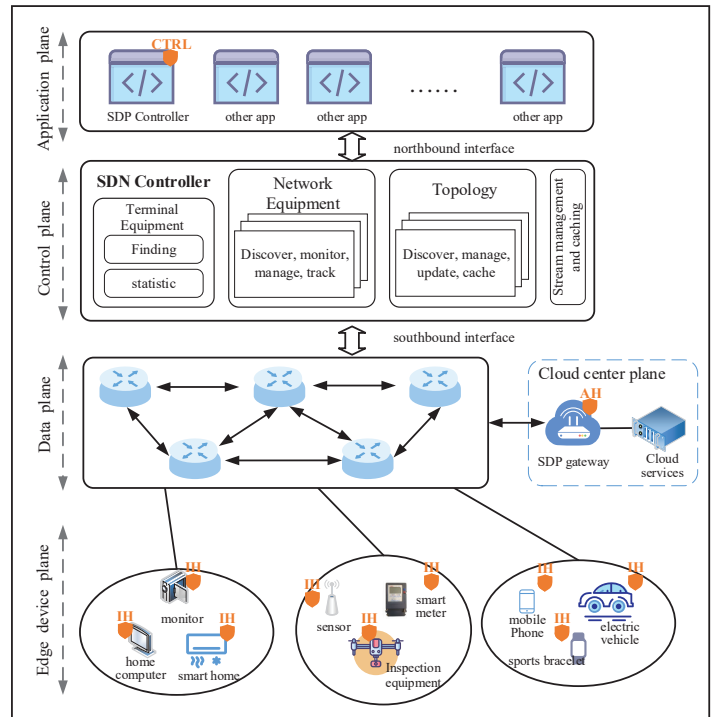 Application plane
CTRL
SDP Controller
other app
other app
……
other app
northbound interface
Control plane
SDN Controller
Terminal
Equipment
Finding
statistic
Network
Equipment
Discover, monitor,
manage, track
Topology
Discover, manage,
update, cache
Stream management
and caching
southbound interface
Data plane
Cloud center plane
AH
SDP gateway
Cloud
services
Edge device plane
IH
monitor
IH
home
computer
IH
smart home
IH
sensor
IH
smart
meter
IH
Inspection
equipment
IH
mobile
Phone
IH
electric
vehicle
IH
sports bracelet